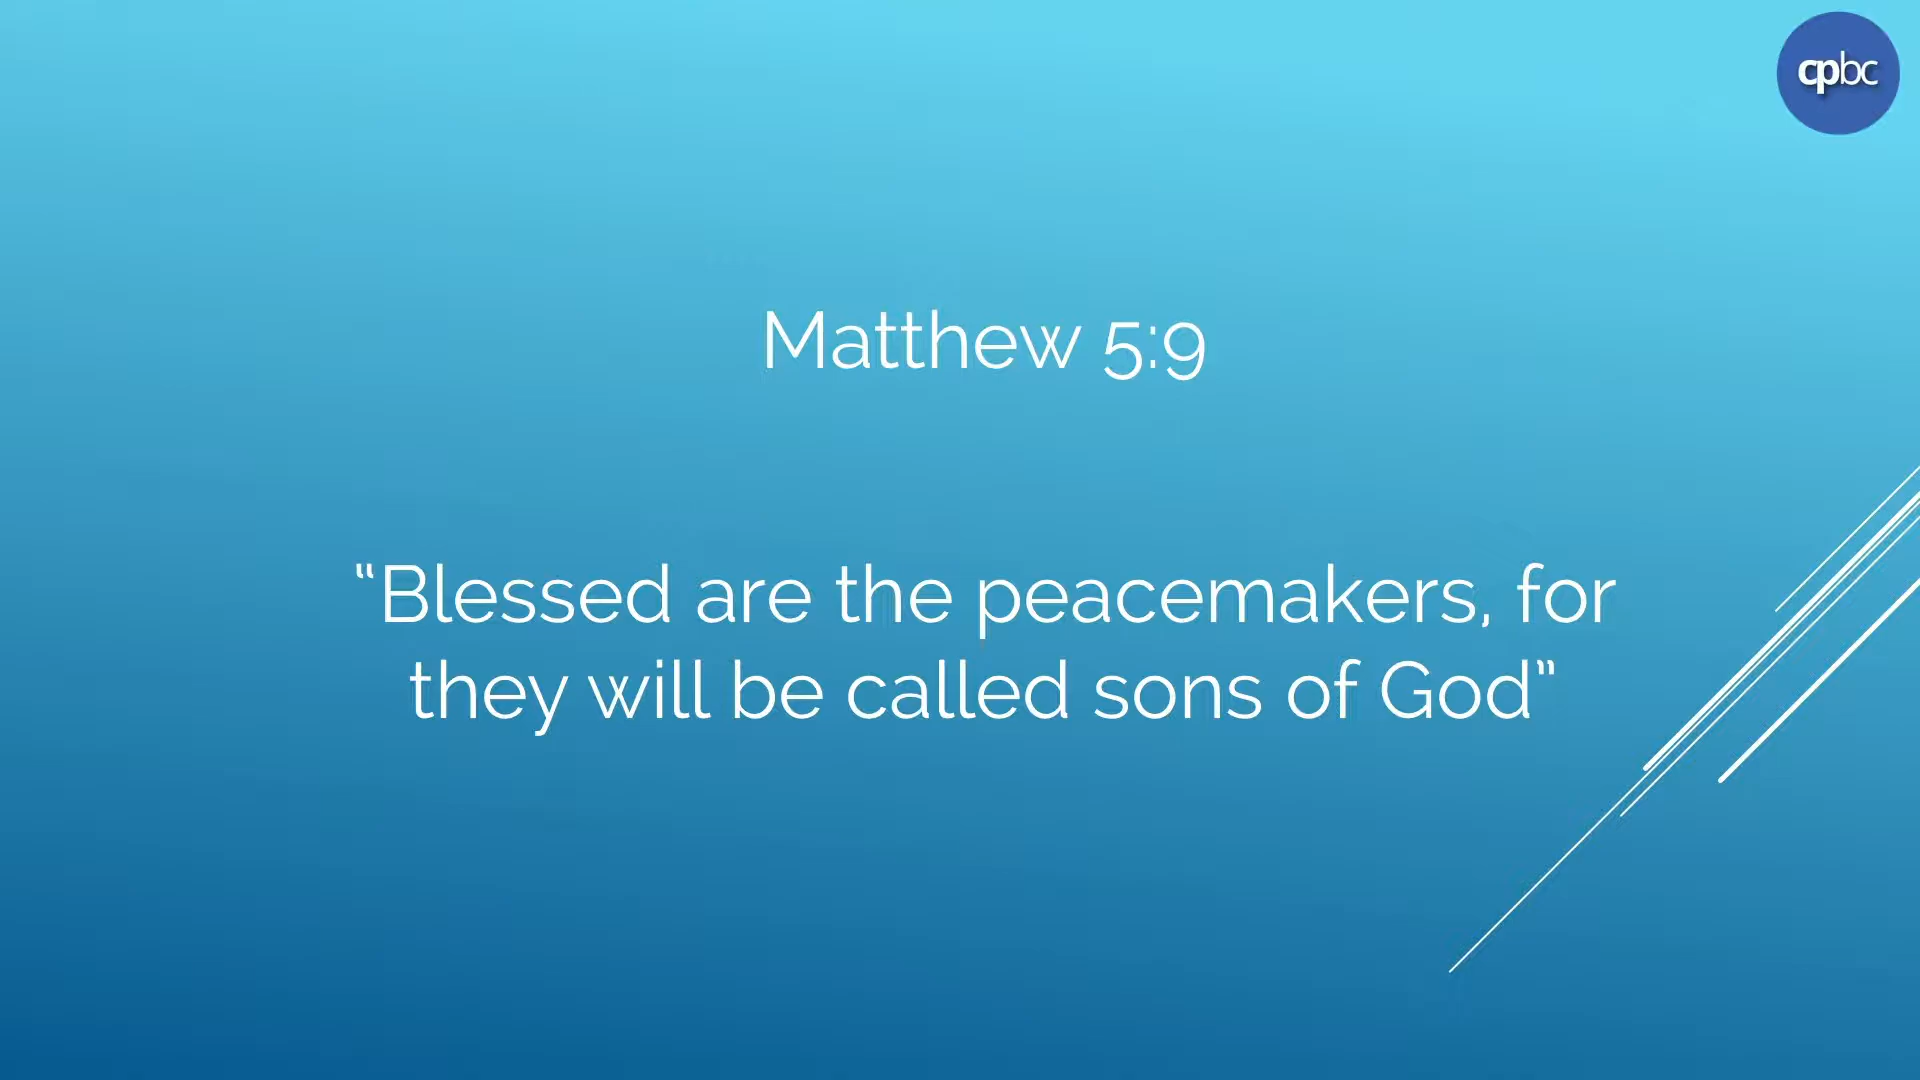 cpbc
Matthew 5:9
“Blessed are the peacemakers, for
they will be called sons of God”